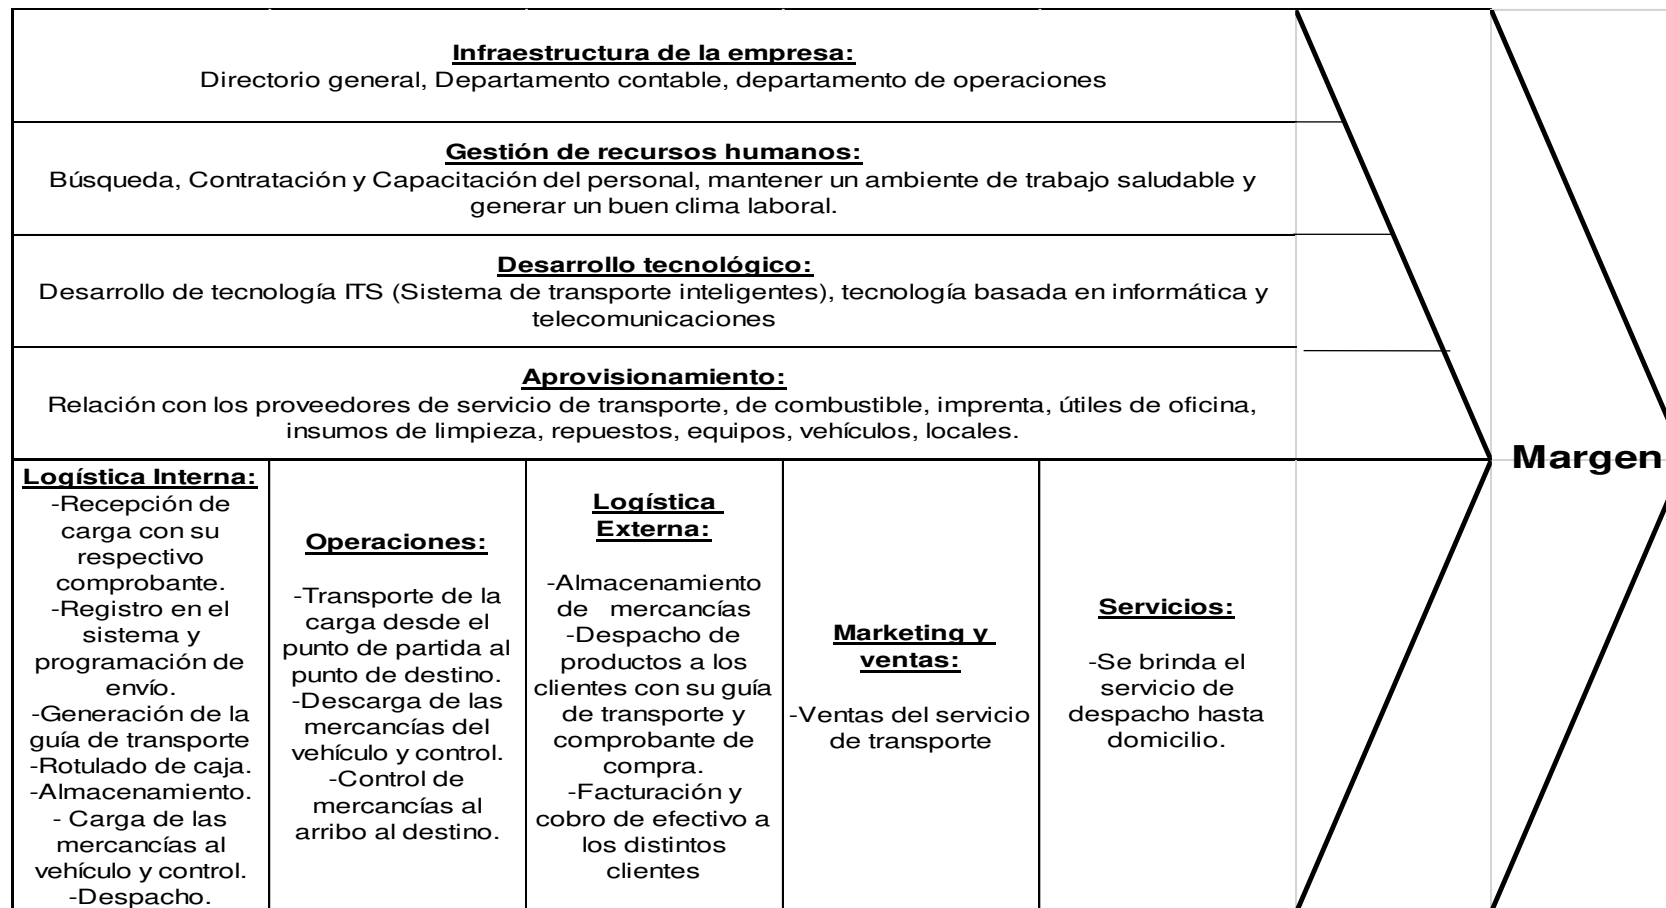 Infraestructura de la empresa:
Directorio general, Departamento contable, departamento de operaciones
Gestión de recursos humanos:
Búsqueda, Contratación y Capacitación del personal, mantener un ambiente de trabajo saludable y
generar un buen clima laboral.
Desarrollo tecnológico:
Desarrollo de tecnología ITS (Sistema de transporte inteligentes), tecnología basada en informática y
telecomunicaciones
Aprovisionamiento:
Relación con los proveedores de servicio de transporte, de combustible, imprenta, útiles de oficina,
insumos de limpieza, repuestos, equipos, vehículos, locales.
Logística Interna:
-Recepción de
carga con su
respectivo
comprobante.
-Registro en el
sistema y
programación de
envío.
-Generación de la
guía de transporte
-Rotulado de caja.
-Almacenamiento.
- Carga de las
mercancías al
vehículo y control.
-Despacho.
Operaciones:
-Transporte de la
carga desde el
punto de partida al
punto de destino.
-Descarga de las
mercancías del
vehículo y control.
-Control de
mercancías al
arribo al destino.
Logística
Externa:
-Almacenamiento
de mercancías
-Despacho de
productos a los
clientes con su guía
de transporte y
comprobante de
compra.
-Facturación y
cobro de efectivo a
los distintos
clientes
Marketing y
ventas:
-Ventas del servicio
de transporte
Servicios:
-Se brinda el
servicio de
despacho hasta
domicilio.
Margen